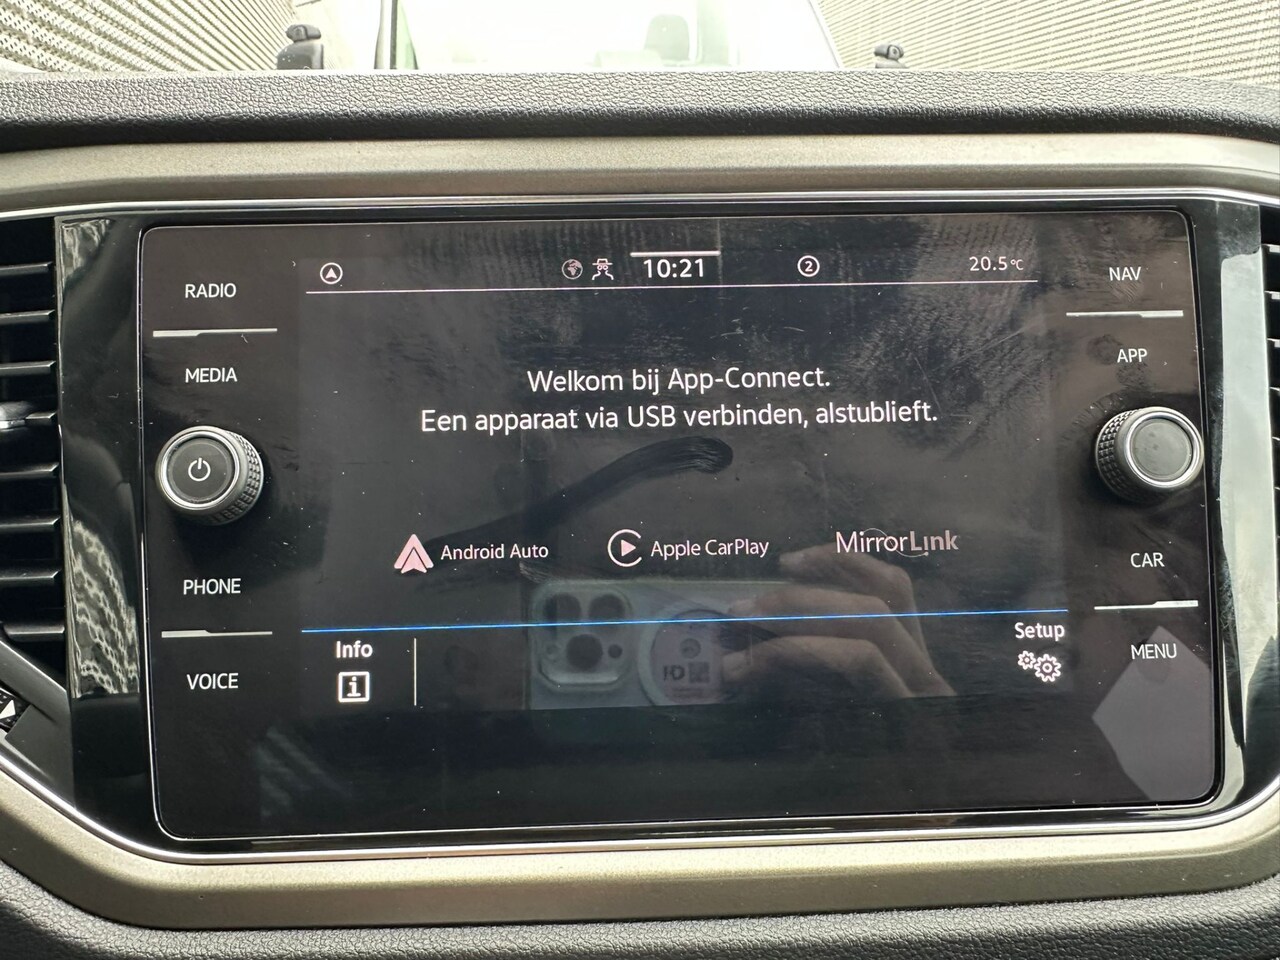 RADIO
MEDIA
PHONE
VOICE
10:21
2
20.5°C
Welkom bij App-Connect.
Een apparaat via USB verbinden, alstublieft.
Android Auto
Apple CarPlay
MirrorLink
Info
i
Setup
NAV
APP
CAR
MENU